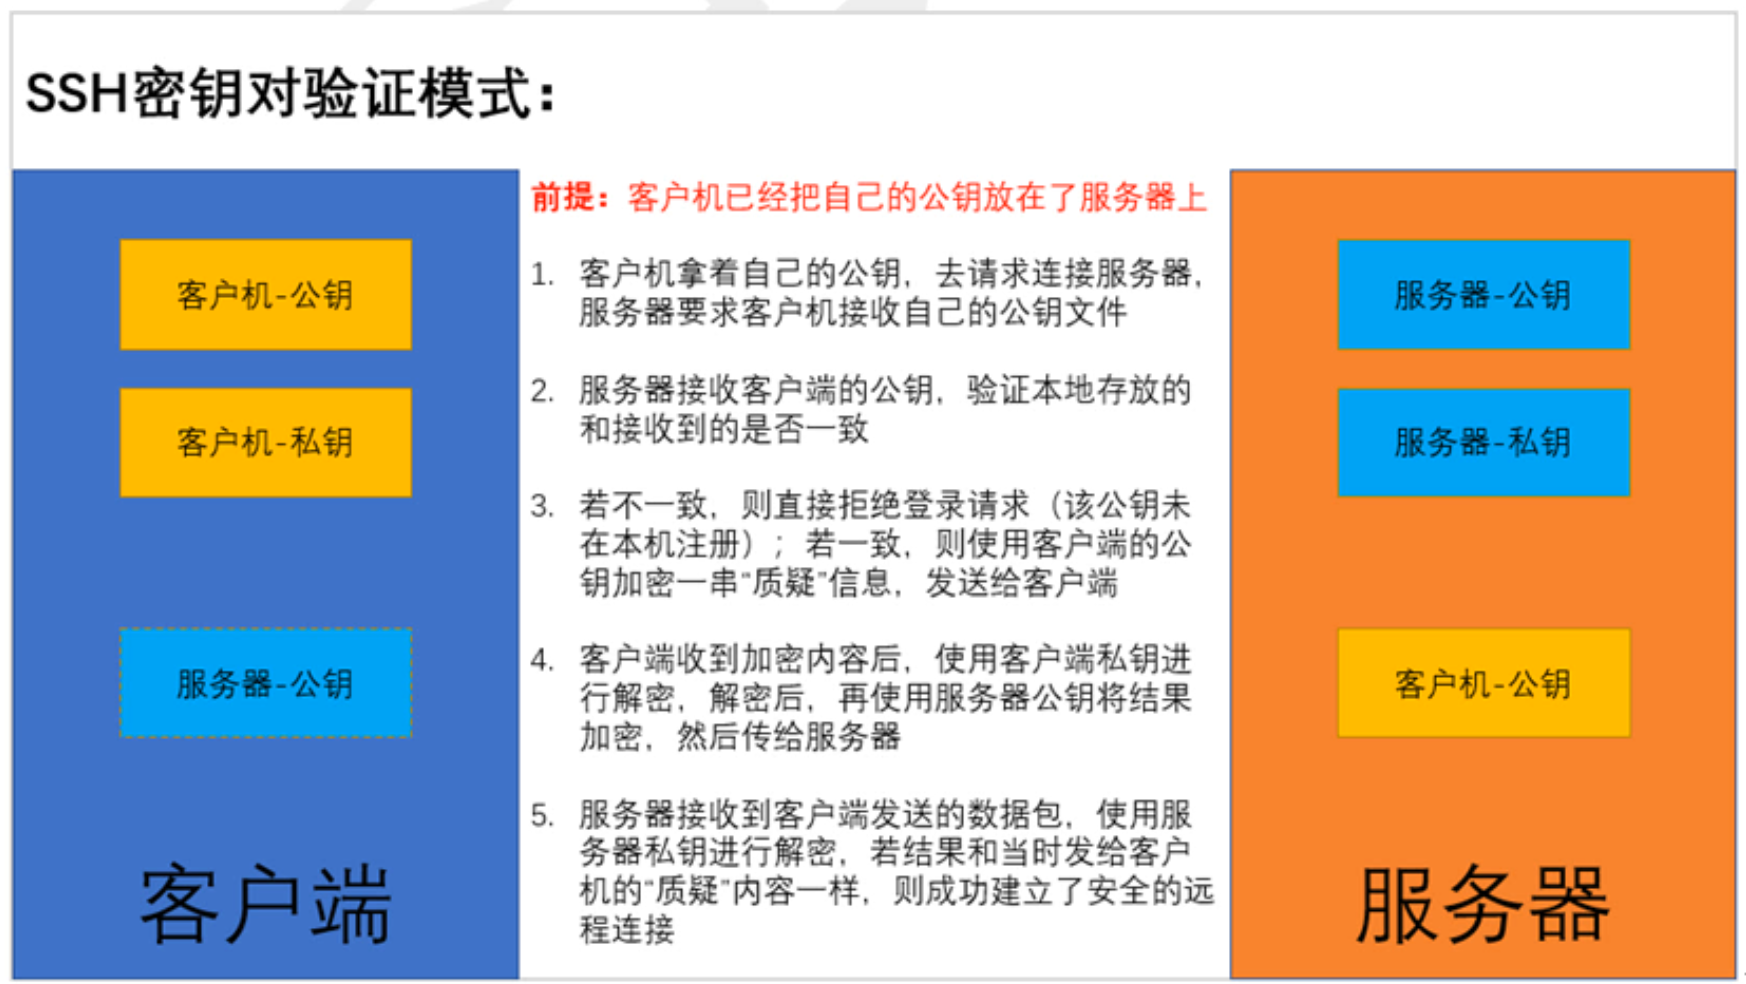 SSH密钥对验证模式：
客户机-公钥
客户机-私钥
服务器-公钥
客户端
前提：客户机已经把自己的公钥放在了服务器上
1. 客户机拿着自己的公钥，去请求连接服务器，
服务器要求客户机接收自己的公钥文件
2. 服务器接收客户端的公钥，验证本地存放的
和接收到的是否一致
3. 若不一致，则直接拒绝登录请求（该公钥未
在本机注册）；若一致，则使用客户端的公
钥加密一串“质疑”信息，发送给客户端
4. 客户端收到加密内容后，使用客户端私钥进
行解密，解密后，再使用服务器公钥将结果
加密，然后传给服务器
5. 服务器接收到客户端发送的数据包，使用服
务器私钥进行解密，若结果和当时发给客户
机的“质疑”内容一样，则成功建立了安全的远
程连接
服务器-公钥
服务器-私钥
客户机-公钥
服务器